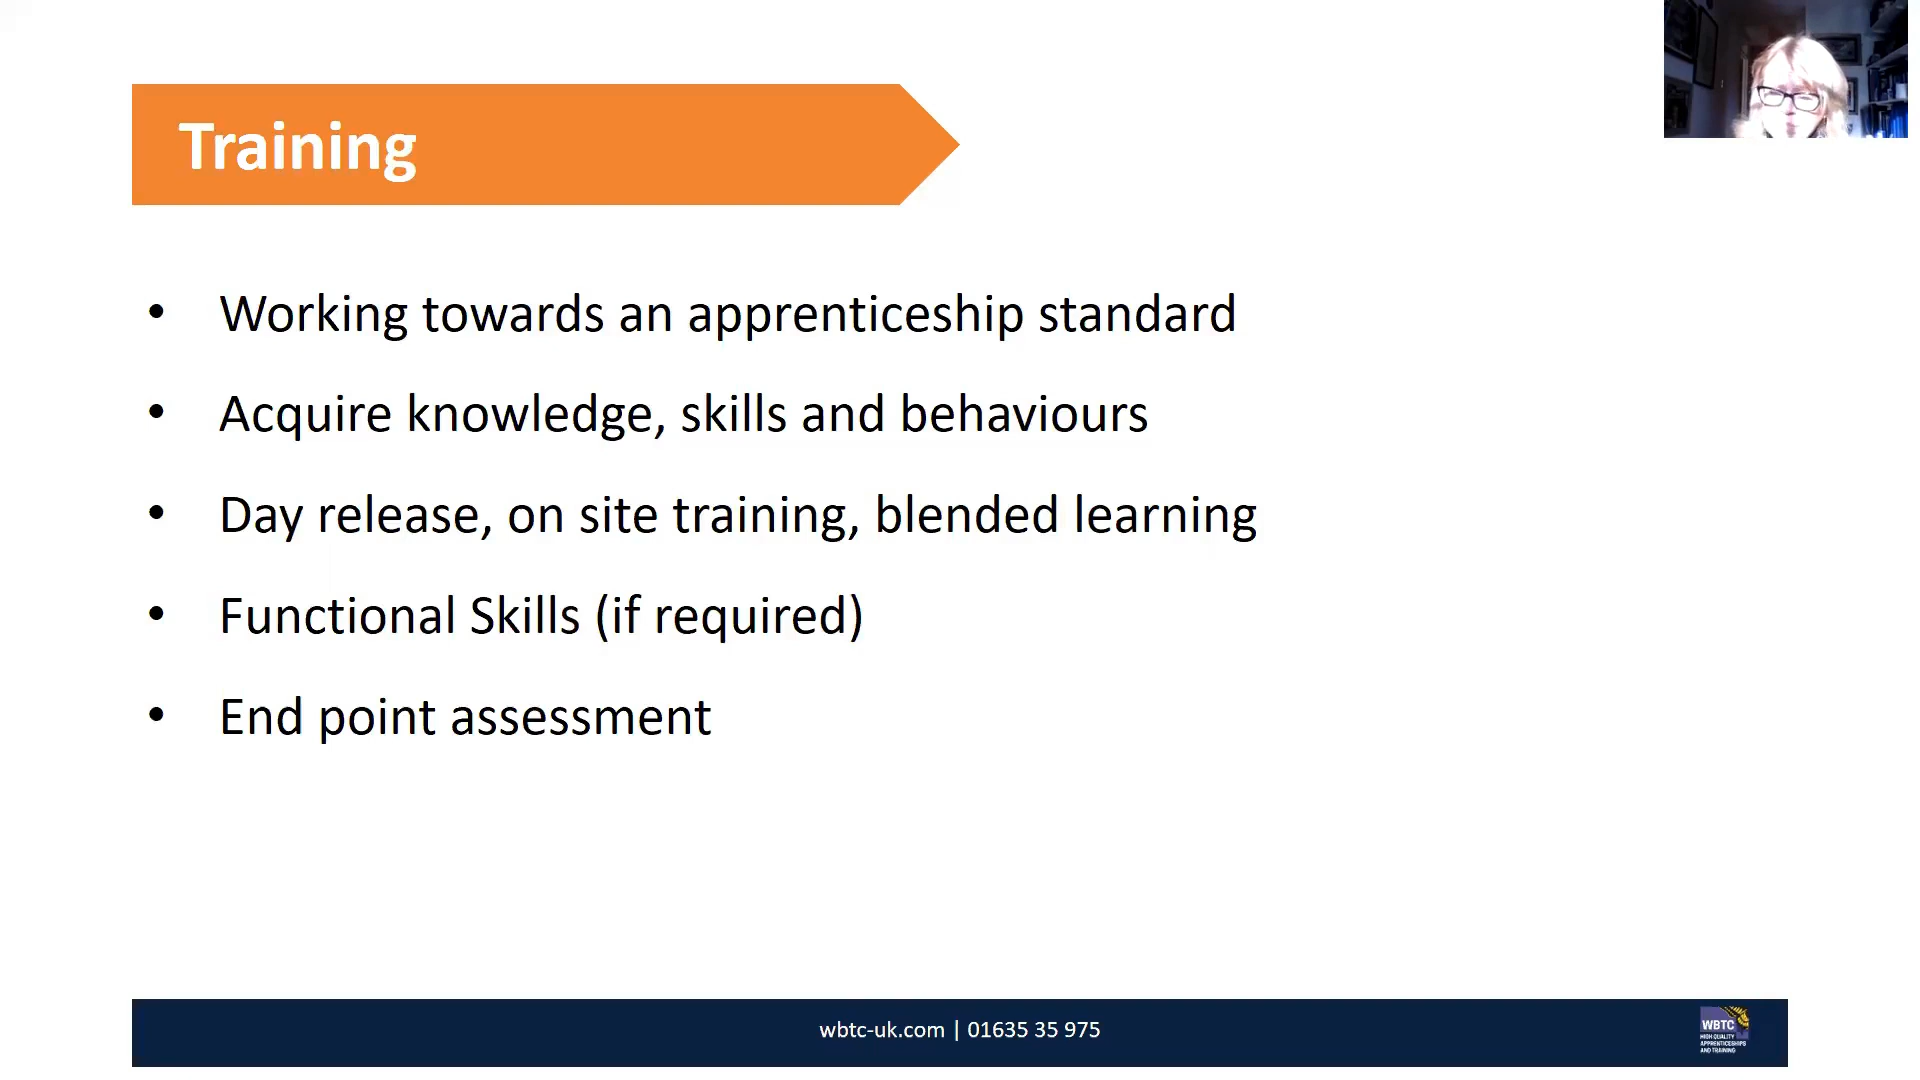 Training
• Working towards an apprenticeship standard
• Acquire knowledge, skills and behaviours
• Day release, on site training, blended learning
• Functional Skills (if required)
• End point assessment
wbtc-uk.com | 01635 35 975
WBTC
HIGH QUALITY
APPRENTICESHIPS
AND TRAINING